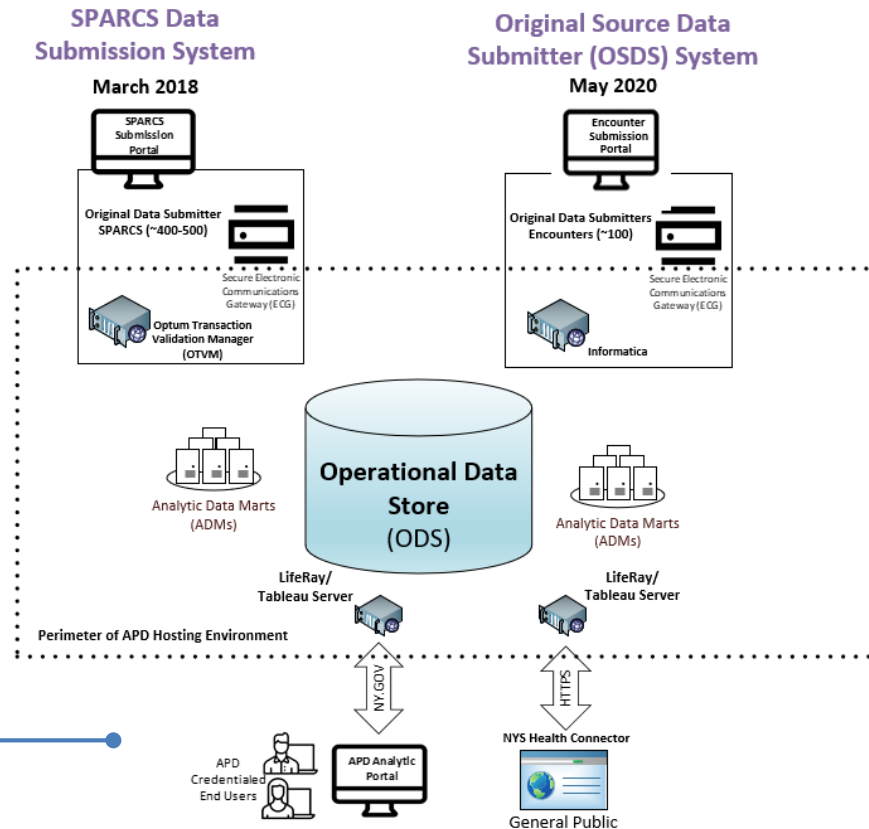 SPARCS Data
Submission System
March 2018
SPARCS
Submission
Portal
Original Data Submitter
SPARCS (~400-500)
Secure Electronic
Communications
Gateway (ECG)
Optum Transaction
Validation Manager
(OTVM)
Original Source Data
Submitter (OSDS) System
May 2020
Encounter
Submission
Portal
Original Data Submitters
Encounters (~100)
Secure Electronic
Communications
Gateway (ECG)
Informatica
Analytic Data Marts
(ADMs)
Operational Data
Store
(ODS)
Analytic Data Marts
(ADMs)
LifeRay/
Tableau Server
LifeRay/
Tableau Server
Perimeter of APD Hosting Environment
NY.GOV
HTTPS
APD
Credentialed
End Users
APD Analytic
Portal
NYS Health Connector
General Public